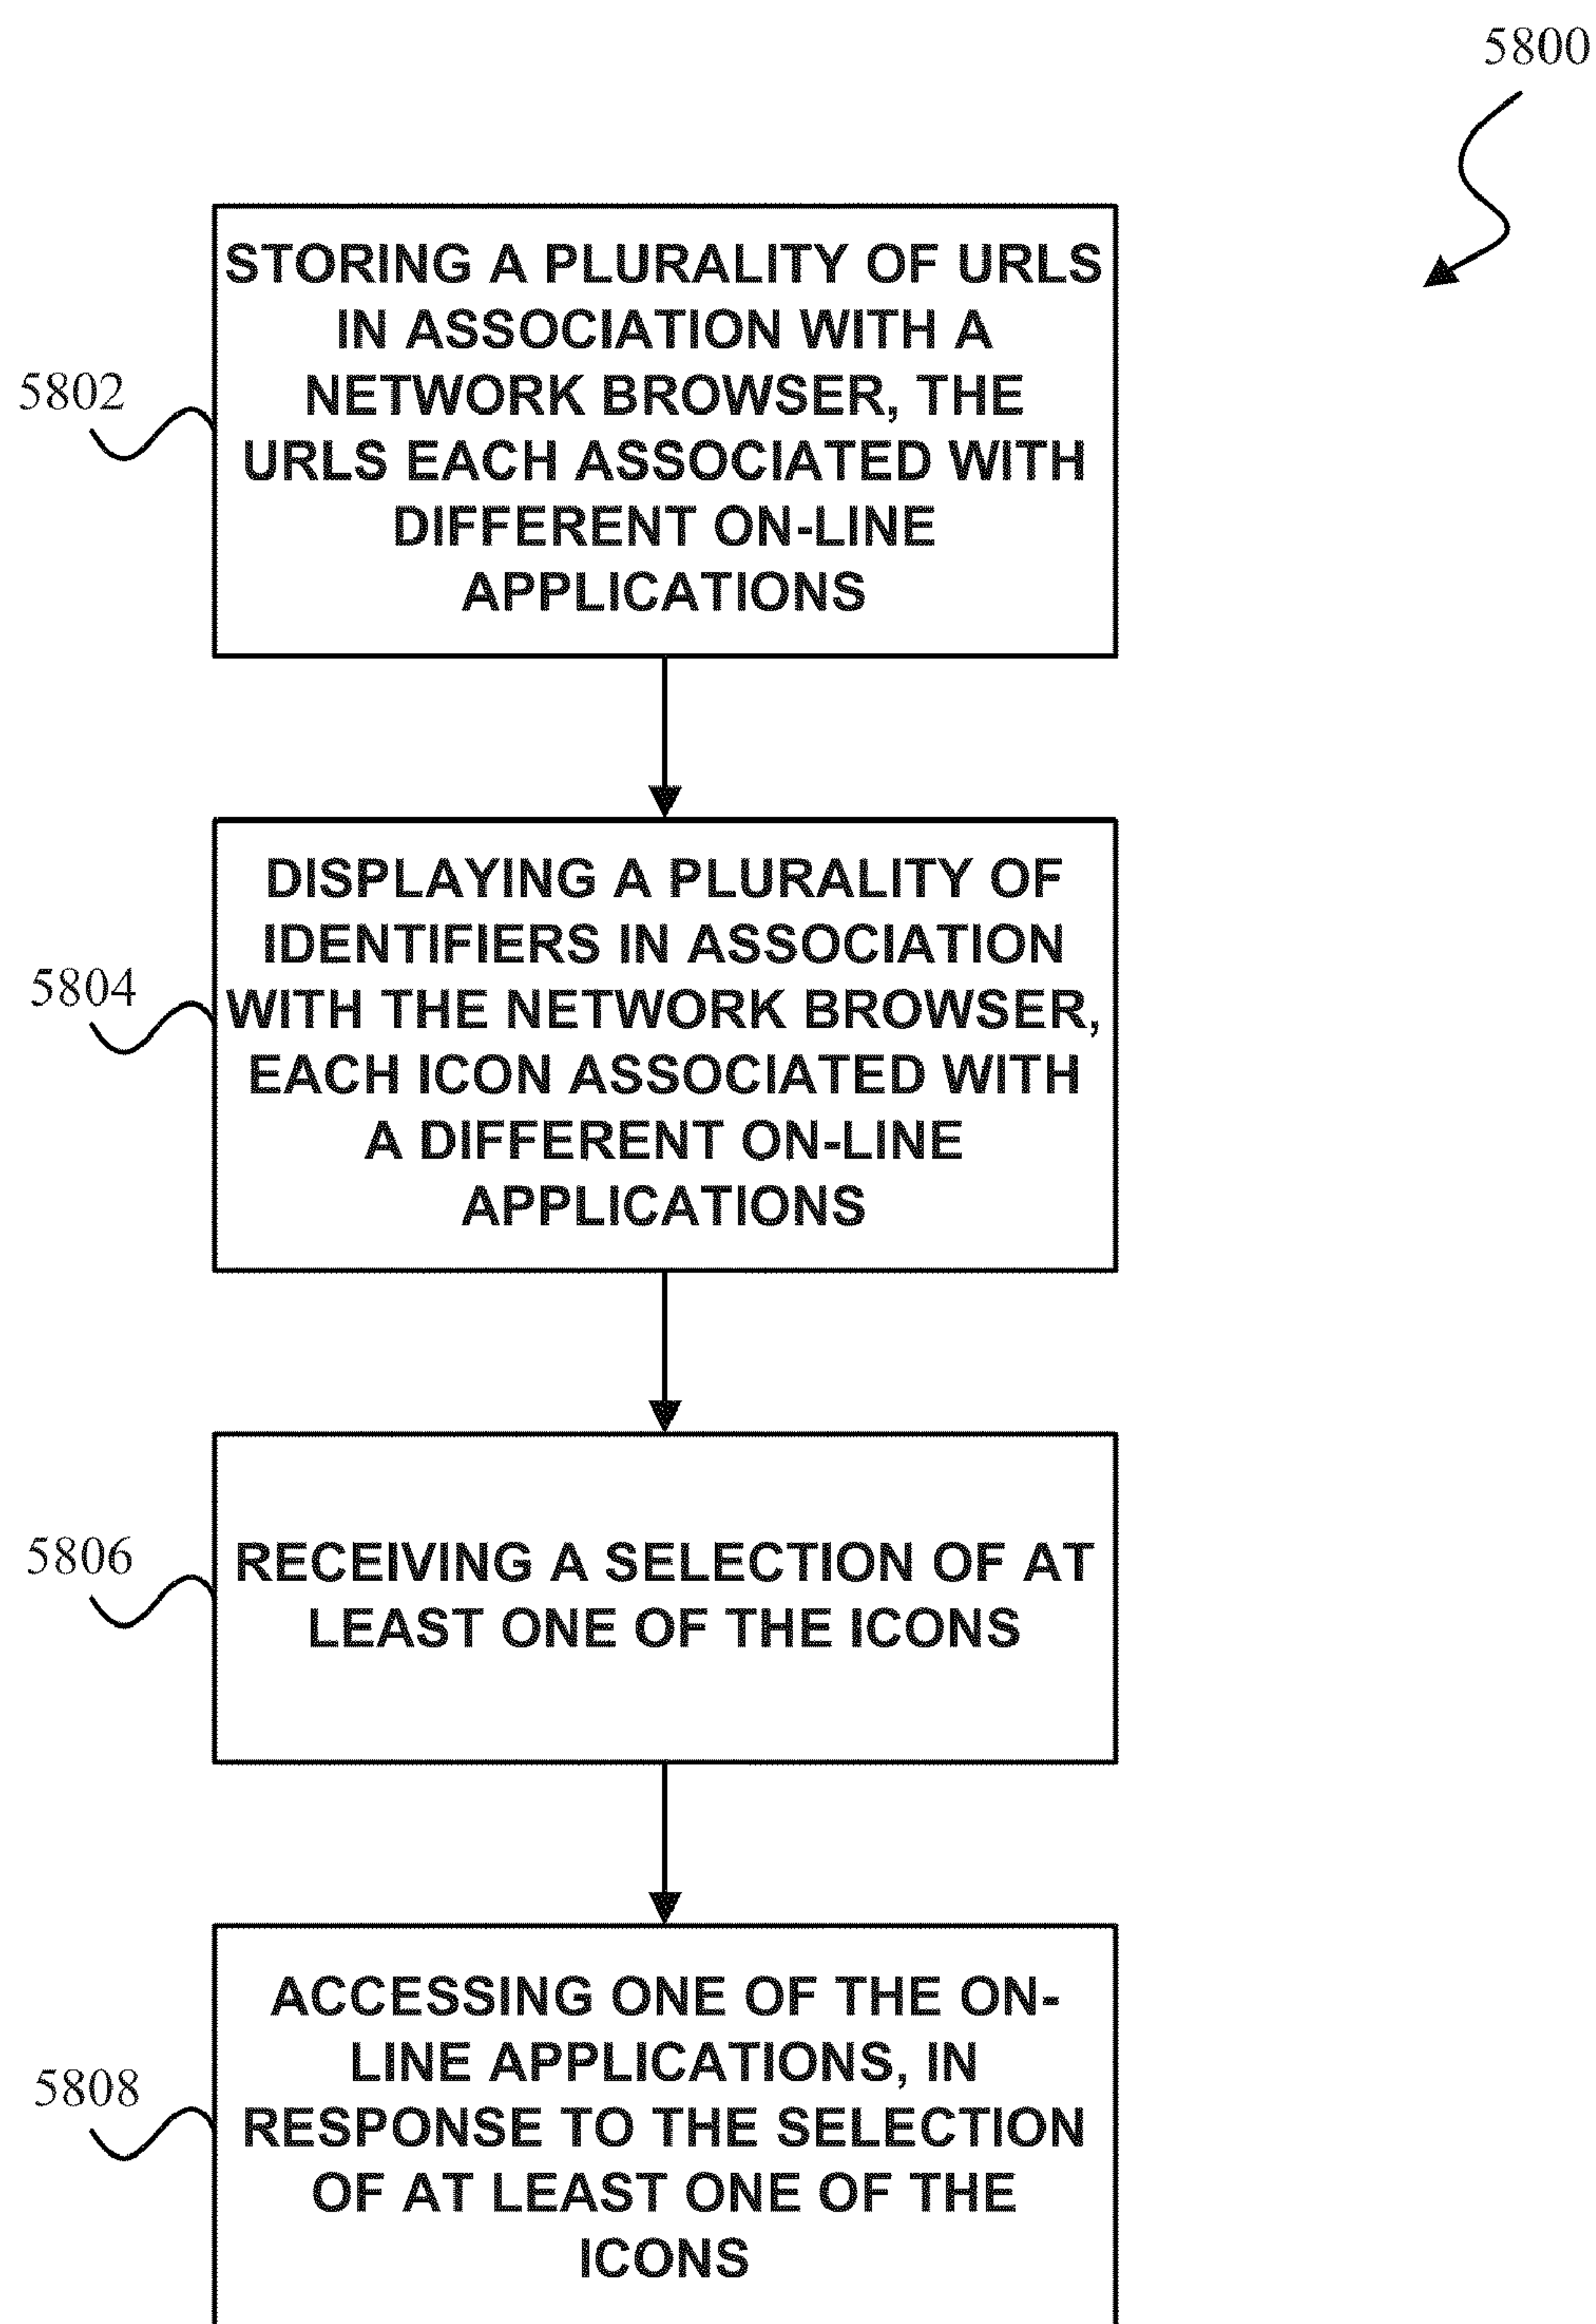 5800
STORING A PLURALITY OF URLS
IN ASSOCIATION WITH A
NETWORK BROWSER, THE
URLS EACH ASSOCIATED WITH
DIFFERENT ON-LINE
APPLICATIONS
5802
DISPLAYING A PLURALITY OF
IDENTIFIERS IN ASSOCIATION
WITH THE NETWORK BROWSER,
EACH ICON ASSOCIATED WITH
A DIFFERENT ON-LINE
APPLICATIONS
5804
RECEIVING A SELECTION OF AT
LEAST ONE OF THE ICONS
5806
ACCESSING ONE OF THE ON-
LINE APPLICATIONS, IN
RESPONSE TO THE SELECTION
OF AT LEAST ONE OF THE
ICONS
5808